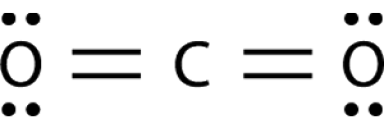 O = C = O